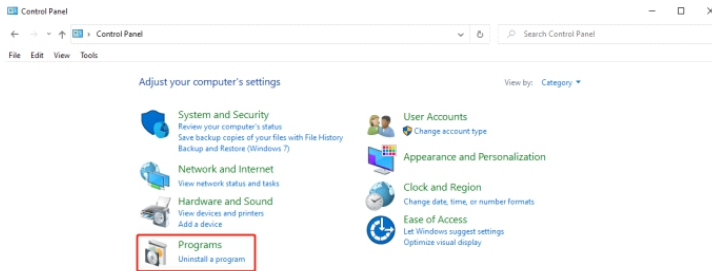 Control Panel
Control Panel
Search Control Panel
File Edit View Tools
Adjust your computer's settings
View by: Category
System and Security
Review your computer's status
Save backup copies of your files with File History
Backup and Restore (Windows 7)
Network and Internet
View network status and tasks
Hardware and Sound
View devices and printers
Add a device
Programs
Uninstall a program
User Accounts
Change account type
Appearance and Personalization
Clock and Region
Change date, time, or number formats
Ease of Access
Let Windows suggest settings
Optimize visual display